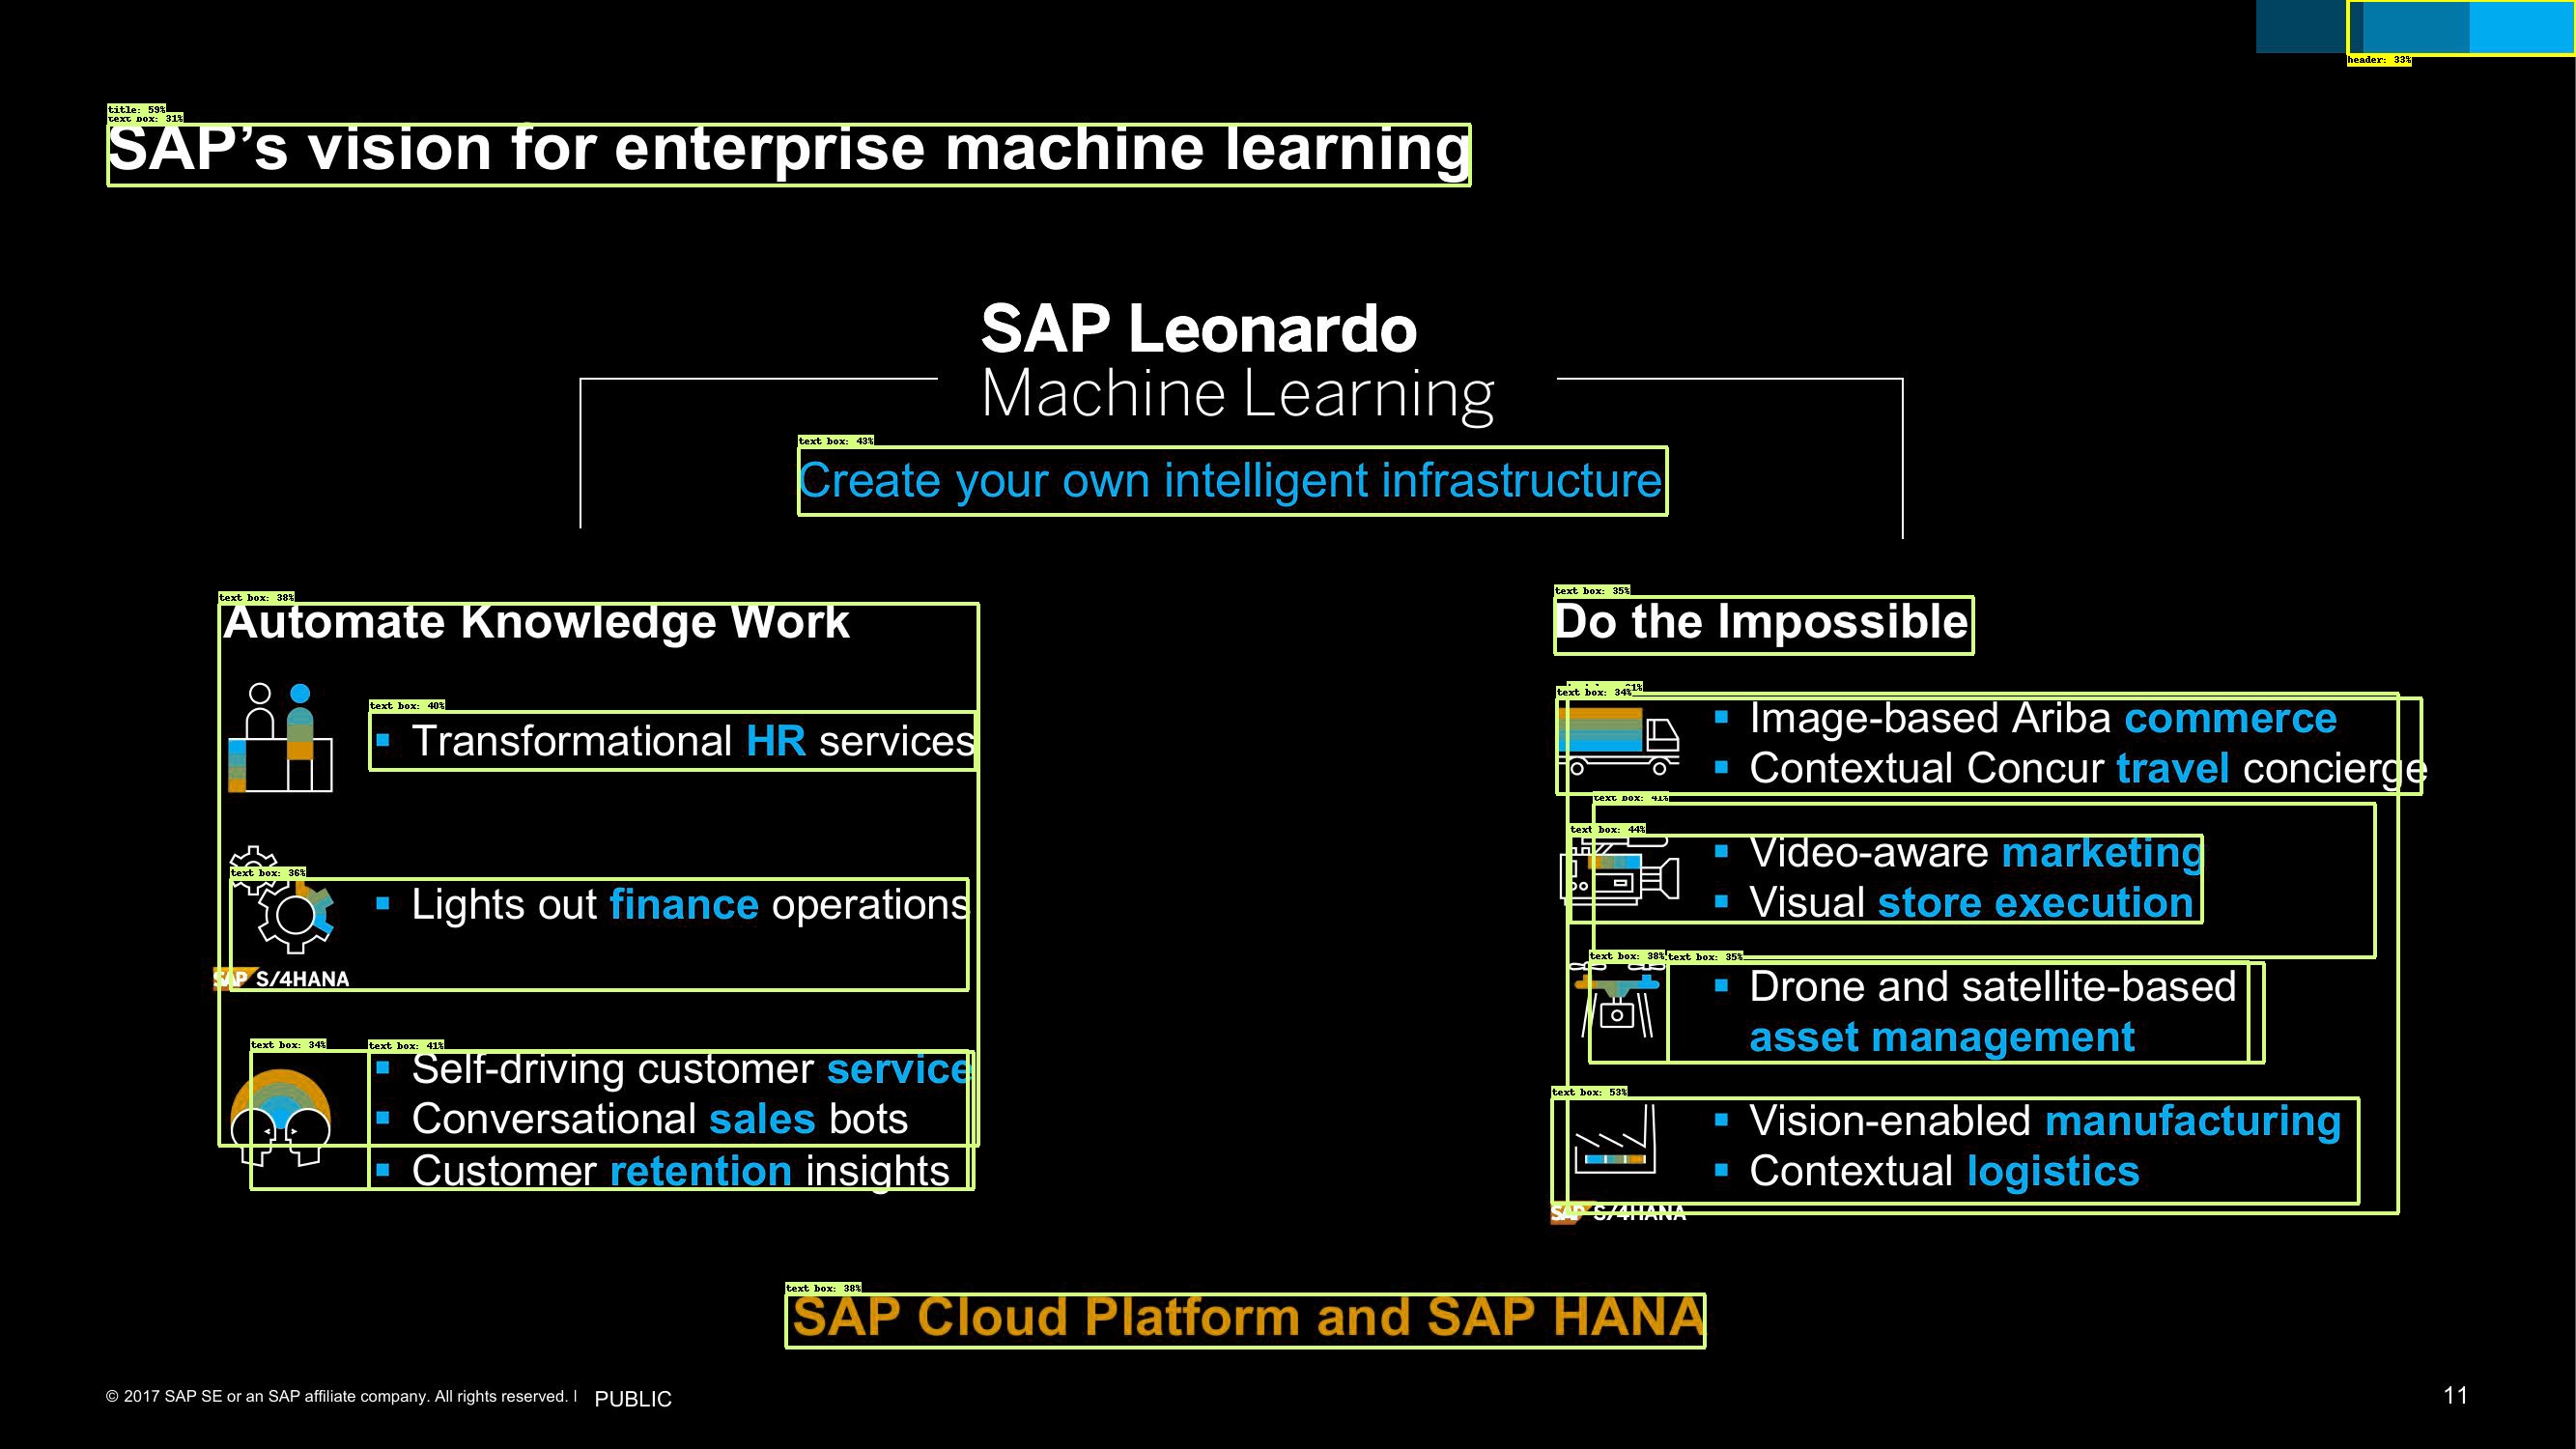 header: 33%
title: 59%
text box: 31%
SAP's vision for enterprise machine learning
SAP Leonardo
Machine Learning
text box: 43%
Create your own intelligent infrastructure
text box: 38%
Automate Knowledge Work
text box: 40%
▪ Transformational HR services
text box: 36%
▪ Lights out finance operations
SAP S/4HANA
text box: 34%
text box: 41%
▪ Self-driving customer service
▪ Conversational sales bots
▪ Customer retention insights
text box: 35%
Do the Impossible
text box: 34%
▪ Image-based Ariba commerce
▪ Contextual Concur travel concierge
text box: 41%
text box: 44%
▪ Video-aware marketing
▪ Visual store execution
text box: 38%
text box: 35%
▪ Drone and satellite-based
asset management
text box: 53%
▪ Vision-enabled manufacturing
▪ Contextual logistics
SAP S/4HANA
text box: 38%
SAP Cloud Platform and SAP HANA
© 2017 SAP SE or an SAP affiliate company. All rights reserved. | PUBLIC
11